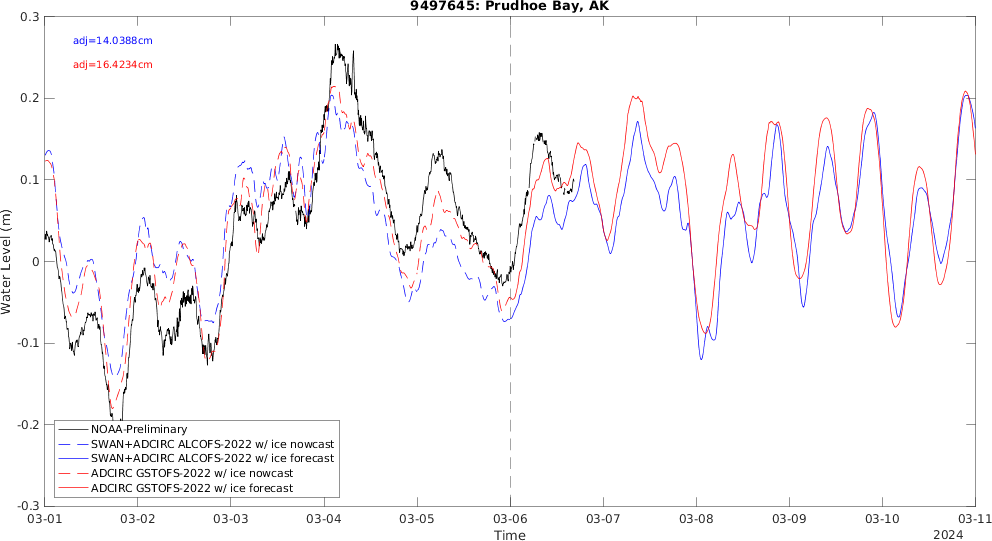 9497645: Prudhoe Bay, AK
adj=14.0388cm
adj=16.4234cm
0.3
0.2
0.1
0
-0.1
-0.2
-0.3
Water Level (m)
NOAA-Preliminary
SWAN+ADCIRC ALCOFS-2022 w/ ice nowcast
SWAN+ADCIRC ALCOFS-2022 w/ ice forecast
ADCIRC GSTOFS-2022 w/ ice nowcast
ADCIRC GSTOFS-2022 w/ ice forecast
03-01 03-02 03-03 03-04 03-05 03-06 03-07 03-08 03-09 03-10 03-11
Time
2024